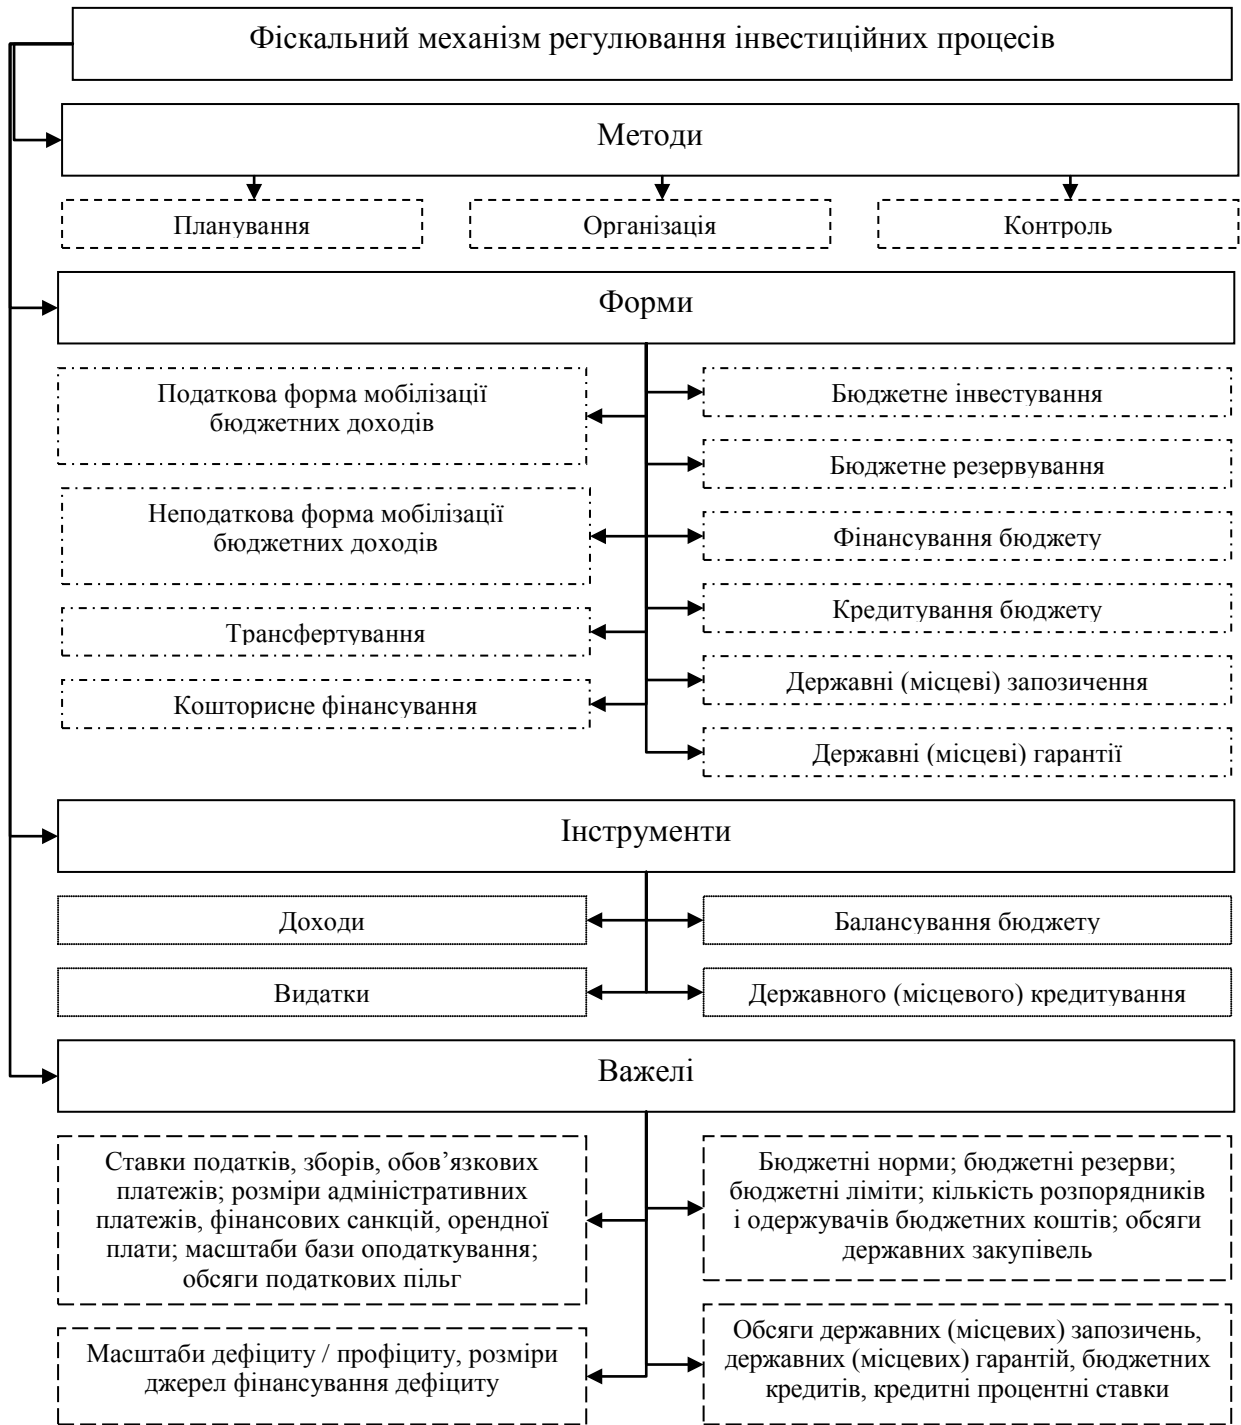 Фіскальний механізм регулювання інвестиційних процесів
Методи
Планування
Організація
Контроль
Форми
Податкова форма мобілізації
бюджетних доходів
Неподаткова форма мобілізації
бюджетних доходів
Трансфертування
Кошторисне фінансування
Бюджетне інвестування
Бюджетне резервування
Фінансування бюджету
Кредитування бюджету
Державні (місцеві) запозичення
Державні (місцеві) гарантії
Інструменти
Доходи
Видатки
Балансування бюджету
Державного (місцевого) кредитування
Важелі
Ставки податків, зборів, обов’язкових
платежів; розміри адміністративних
платежів, фінансових санкцій, орендної
плати; масштаби бази оподаткування;
обсяги податкових пільг
Масштаби дефіциту / профіциту, розміри
джерел фінансування дефіциту
Бюджетні норми; бюджетні резерви;
бюджетні ліміти; кількість розпорядників
і одержувачів бюджетних коштів; обсяги
державних закупівель
Обсяги державних (місцевих) запозичень,
державних (місцевих) гарантій, бюджетних
кредитів, кредитні процентні ставки